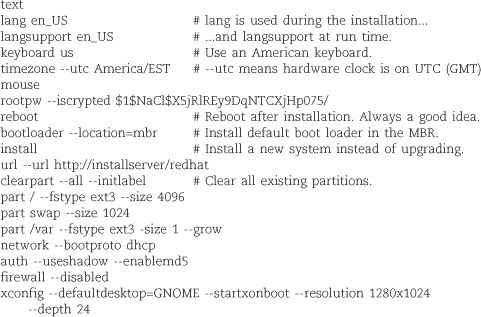 text
lang en_US # lang is used during the installation...
langsupport en_US # ...and langsupport at run time.
keyboard us # Use an American keyboard.
timezone --utc America/EST # --utc means hardware clock is on UTC (GMT)
mouse
rootpw --iscrypted $1$NaCl$X5jRlREy9DqNTCXjHp075/
reboot # Reboot after installation. Always a good idea.
bootloader --location=mbr # Install default boot loader in the MBR.
install # Install a new system instead of upgrading.
url --url http://installserver/redhat
clearpart --all --initlabel # Clear all existing partitions.
part / --fstype ext3 --size 4096
part swap --size 1024
part /var --fstype ext3 -size 1 --grow
network --bootproto dhcp
auth --useshadow --enablemd5
firewall --disabled
xconfig --defaultdesktop=GNOME --startxonboot --resolution 1280x1024
--depth 24